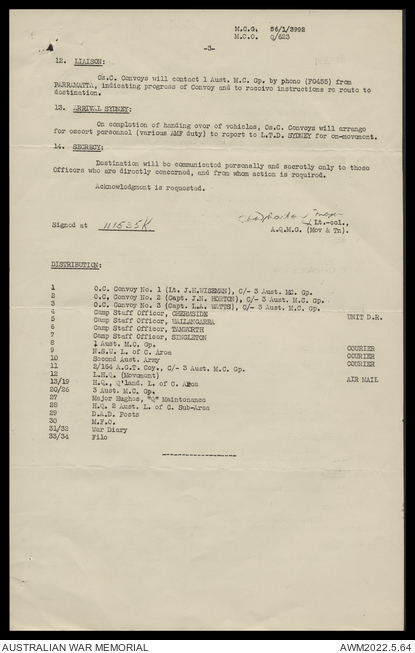 M.C.G. 56/1/3992
M.C.O. Q/623
-3-
12. LIAISON:
Os.C. Convoys will contact 1 Aust. M.C. Gp. by phone (FO455) from
PARRAMATTA, indicating progress of Convoy and to receive instructions re route to
destination.
13. ARRIVAL SYDNEY:
On completion of handing over of vehicles, Os.C. Convoys will arrange
for escort personnel (various AMF duty) to report to L.T.D. SYDNEY for on-movement.
14. SECRECY:
Destination will be communicated personally and secretly only to those
Officers who are directly concerned, and from whom action is required.
Acknowledgment is requested.
Signed at 111535K
Lt.-col.,
A.Q.M.G. (Mov & Tn).
DISTRIBUTION:
1 O.C. Convoy No. 1 (Lt. J.H.WISEMAN), C/- 3 Aust. MC. Gp.
2 O.C. Convoy No. 2 (Capt. J.N. HORTON), C/- 3 Aust. M.C. Gp.
3 O.C. Convoy No. 3 (Capt. L.A. WATTS), C/- 3 Aust. M.C. Gp.
4 Camp Staff Officer, CHERMSIDE UNIT D.R.
5 Camp Staff Officer, WALLANGARRA
6 Camp Staff Officer, TAMWORTH
7 Camp Staff Officer, SINGLETON
8 1 Aust. M.C. Gp. COURIER
9 N.S.W. L. of C. Area COURIER
10 Second Aust. Army COURIER
11 2/164 A.G.T. Coy., C/- 3 Aust. M.C. Gp.
12 L.H.Q. (Movement) AIR MAIL
13/19 H.Q., Q'land. L. of C. Area
20/26 3 Aust. M.C. Gp.
27 Major Hughes, "Q" Maintenance
28 H.Q. 2 Aust. L. of C. Sub-Area
29 D.A.D. Posts
30 M.F.O.
31/32 War Diary
33/34 File
AUSTRALIAN WAR MEMORIAL AWM2022.5.64